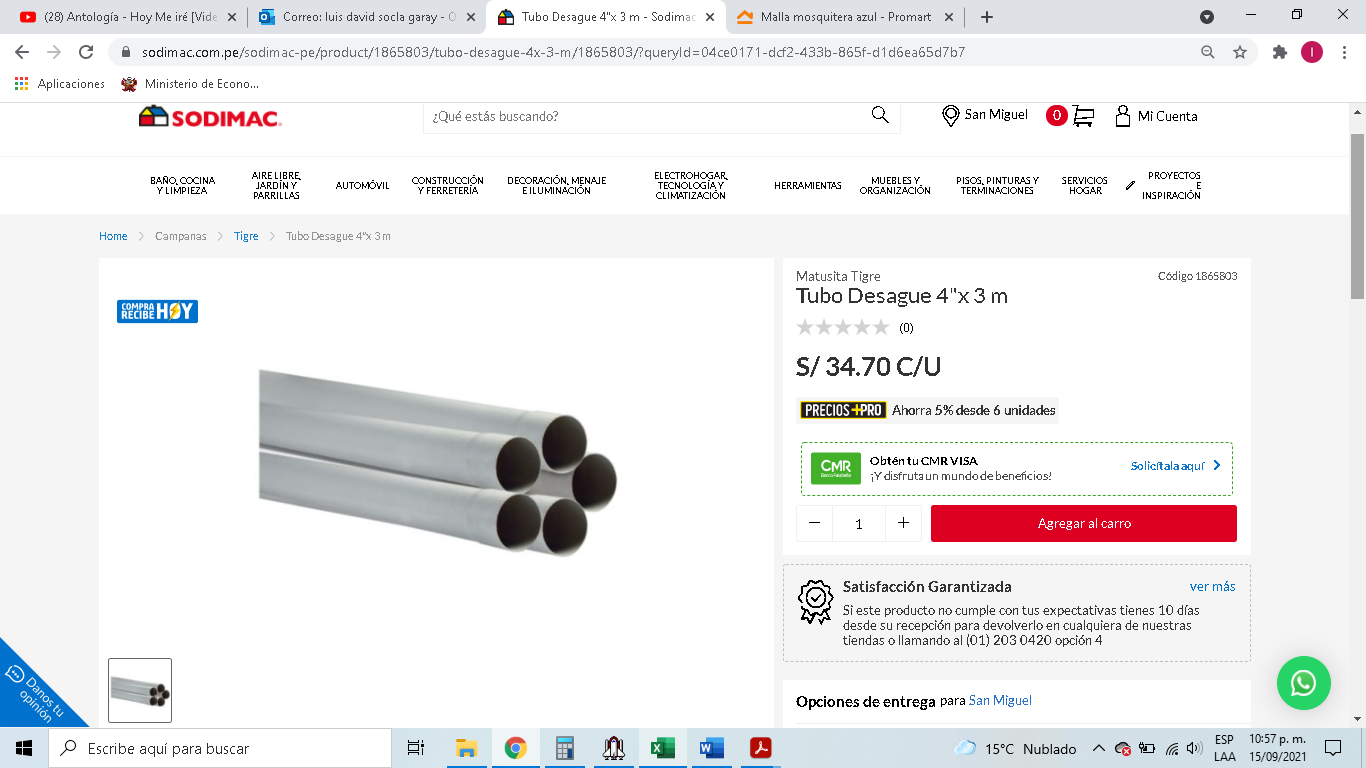 (28) Antología - Hoy Me iré [Vide
Correo: luis david socla garay - O
Tubo Desague 4"x 3 m - Sodimac
Malla mosquitera azul - Promart
sodimac.com.pe/sodimac-pe/product/1865803/tubo-desague-4x-3-m/1865803/?queryId=04ce0171-dcf2-433b-865f-d1d6ea65d7b7
I
Aplicaciones
Ministerio de Econo...
SODIMAC
¿Qué estás buscando?
San Miguel
0
Mi Cuenta
BAÑO, COCINA
Y LIMPIEZA
AIRE LIBRE,
JARDÍN Y
PARRILLAS
AUTOMÓVIL
CONSTRUCCIÓN
Y FERRETERÍA
DECORACIÓN, MENAJE
E ILUMINACIÓN
ELECTROHOGAR,
TECNOLOGÍA Y
CLIMATIZACIÓN
HERRAMIENTAS
MUEBLES Y
ORGANIZACIÓN
PISOS, PINTURAS Y
TERMINACIONES
SERVICIOS
HOGAR
PROYECTOS
E
INSPIRACIÓN
Home
Campanas
Tigre
Tubo Desague 4"x 3 m
COMPRA
RECIBE HOY
Matusita Tigre
Código 1865803
Tubo Desague 4"x 3 m
(0)
S/ 34.70 C/U
PRECIOS+PRO Ahorra 5% desde 6 unidades
CMR
Banco Falabella
Obtén tu CMR VISA
¡Y disfruta un mundo de beneficios!
Solicítala aquí
1
Agregar al carro
Satisfacción Garantizada
ver más
Si este producto no cumple con tus expectativas tienes 10 días
desde su recepción para devolverlo en cualquiera de nuestras
tiendas o llamando al (01) 203 0420 opción 4
Opciones de entrega para San Miguel
Danos tu
opinión
Escribe aquí para buscar
15°C Nublado
ESP
LAA
10:57 p. m.
15/09/2021